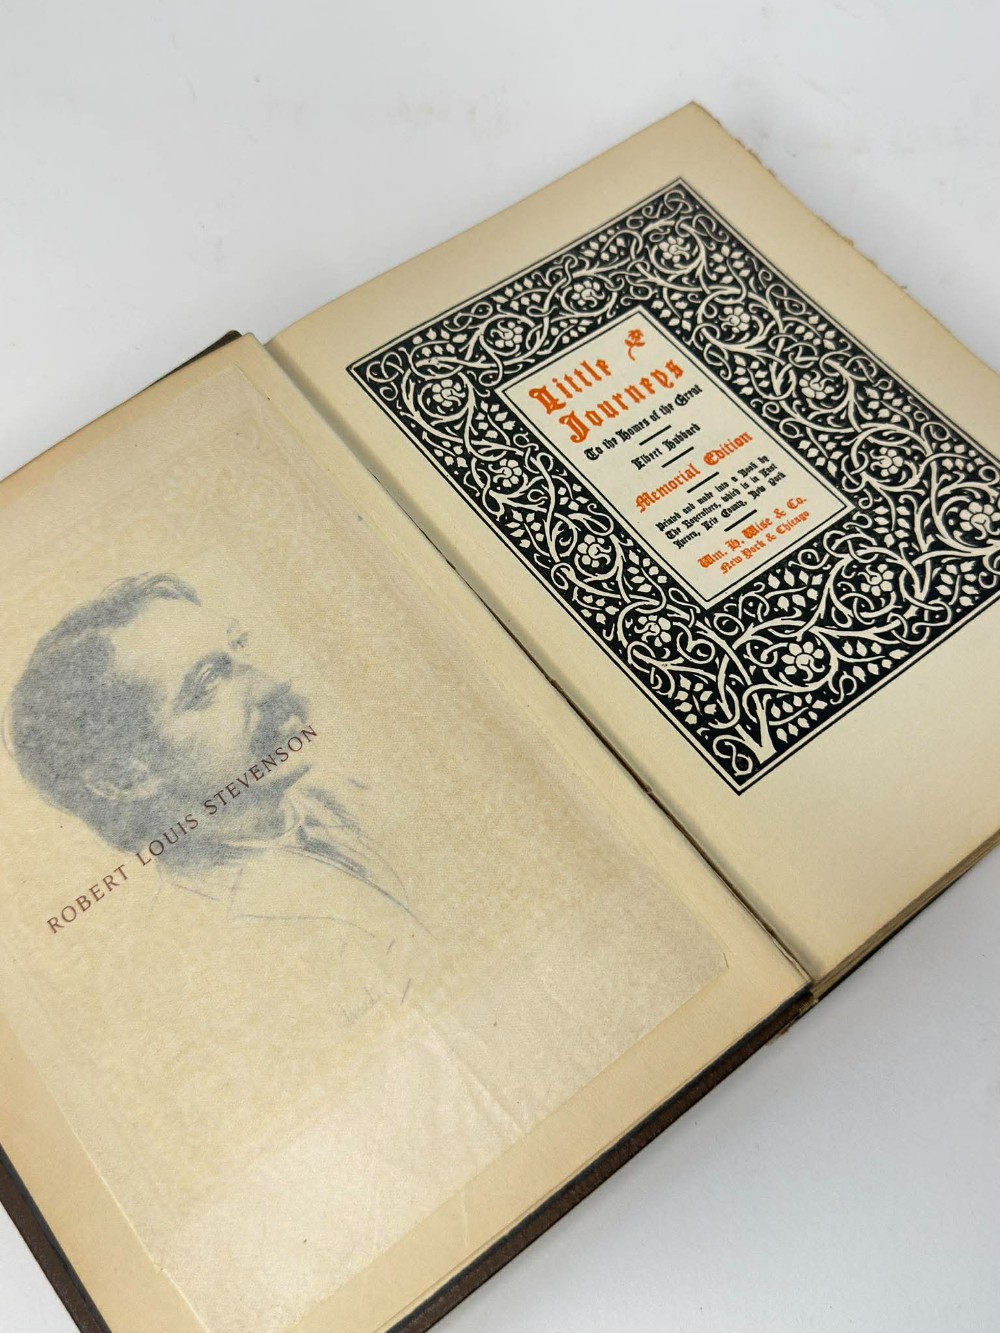 ROBERT LOUIS STEVENSON
Little
Journeys
To the Homes of the Great
Elbert Hubbard
Memorial Edition
Printed and made into a Book by
The Roycrofters, which is in East
Aurora, Erie County, New York
Wm. H. Wise & Co.
New York & Chicago